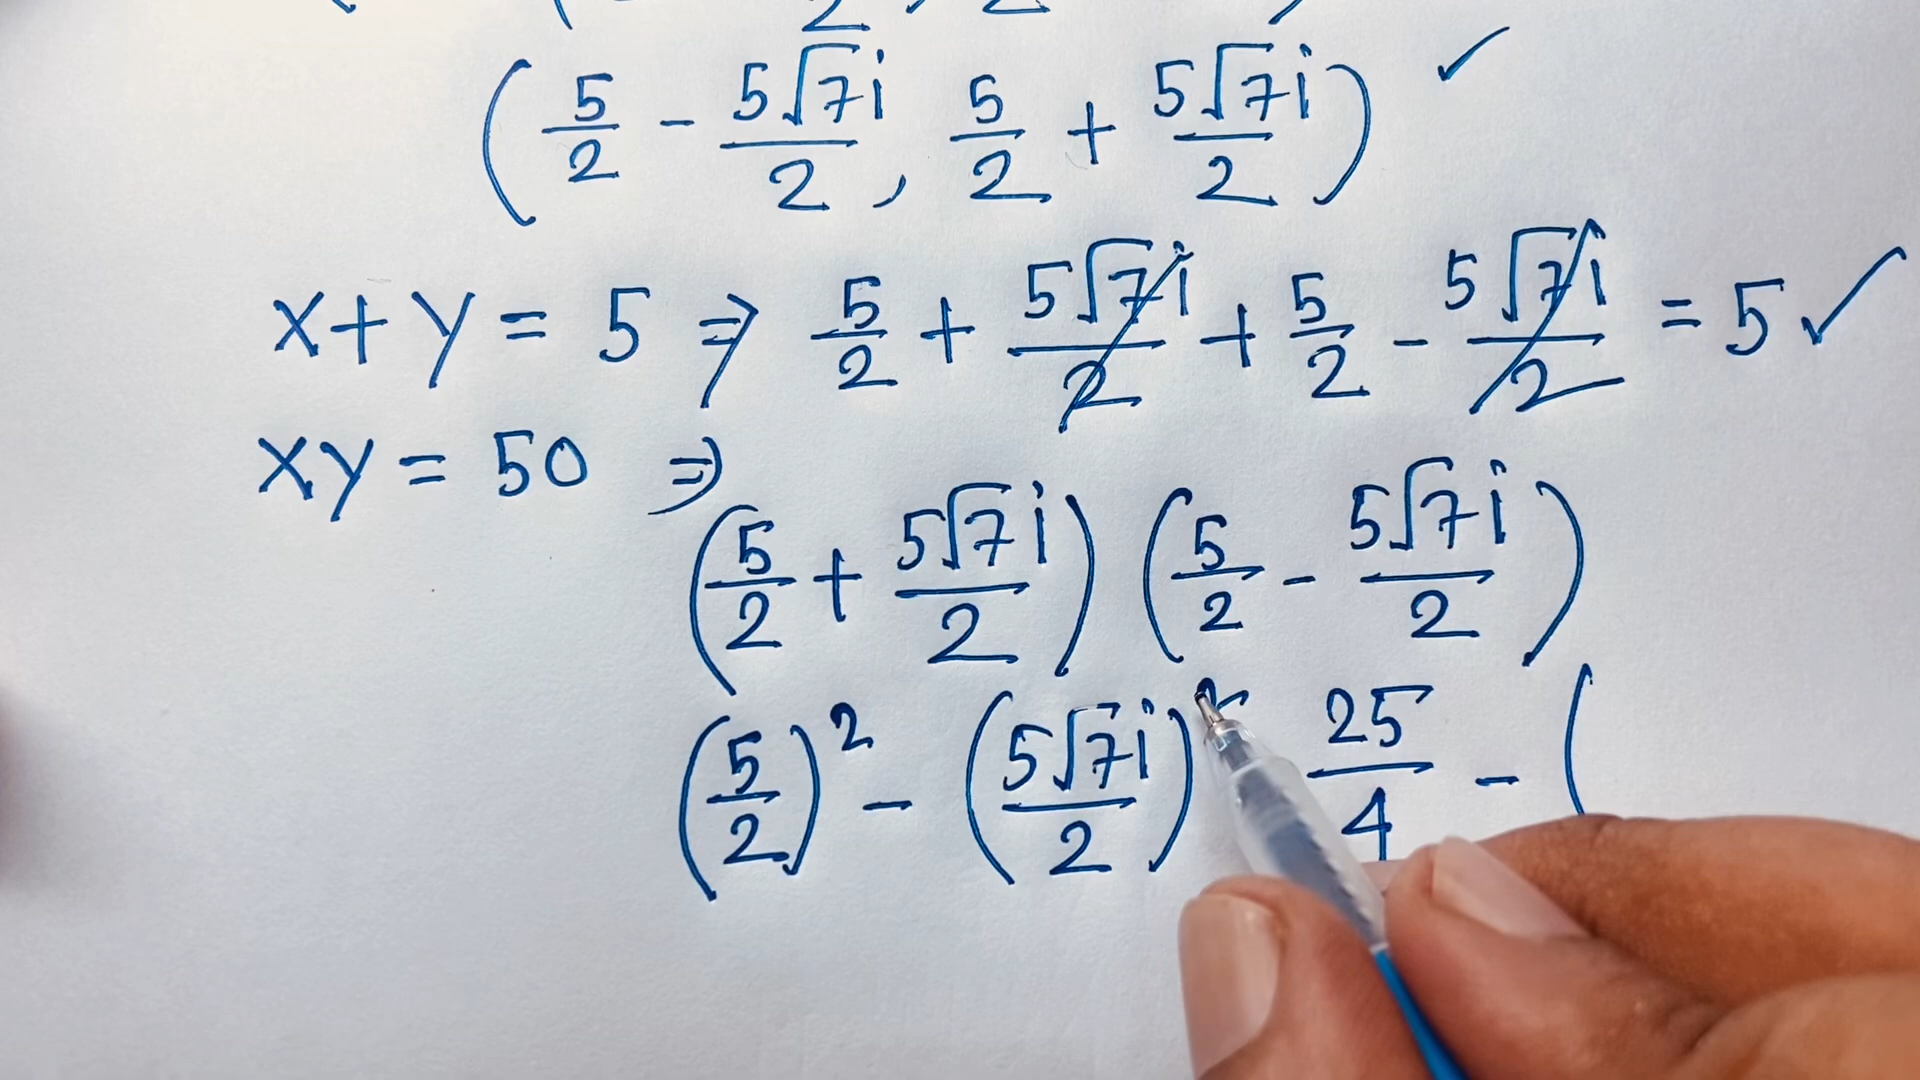 (5/2 - 5√7i/2, 5/2 + 5√7i/2) ✓
x + y = 5 ⇒ 5/2 + 5√7i/2 + 5/2 - 5√7i/2 = 5 ✓
xy = 50 ⇒
(5/2 + 5√7i/2) (5/2 - 5√7i/2)
(5/2)² - (5√7i/2)² 25/4 - (